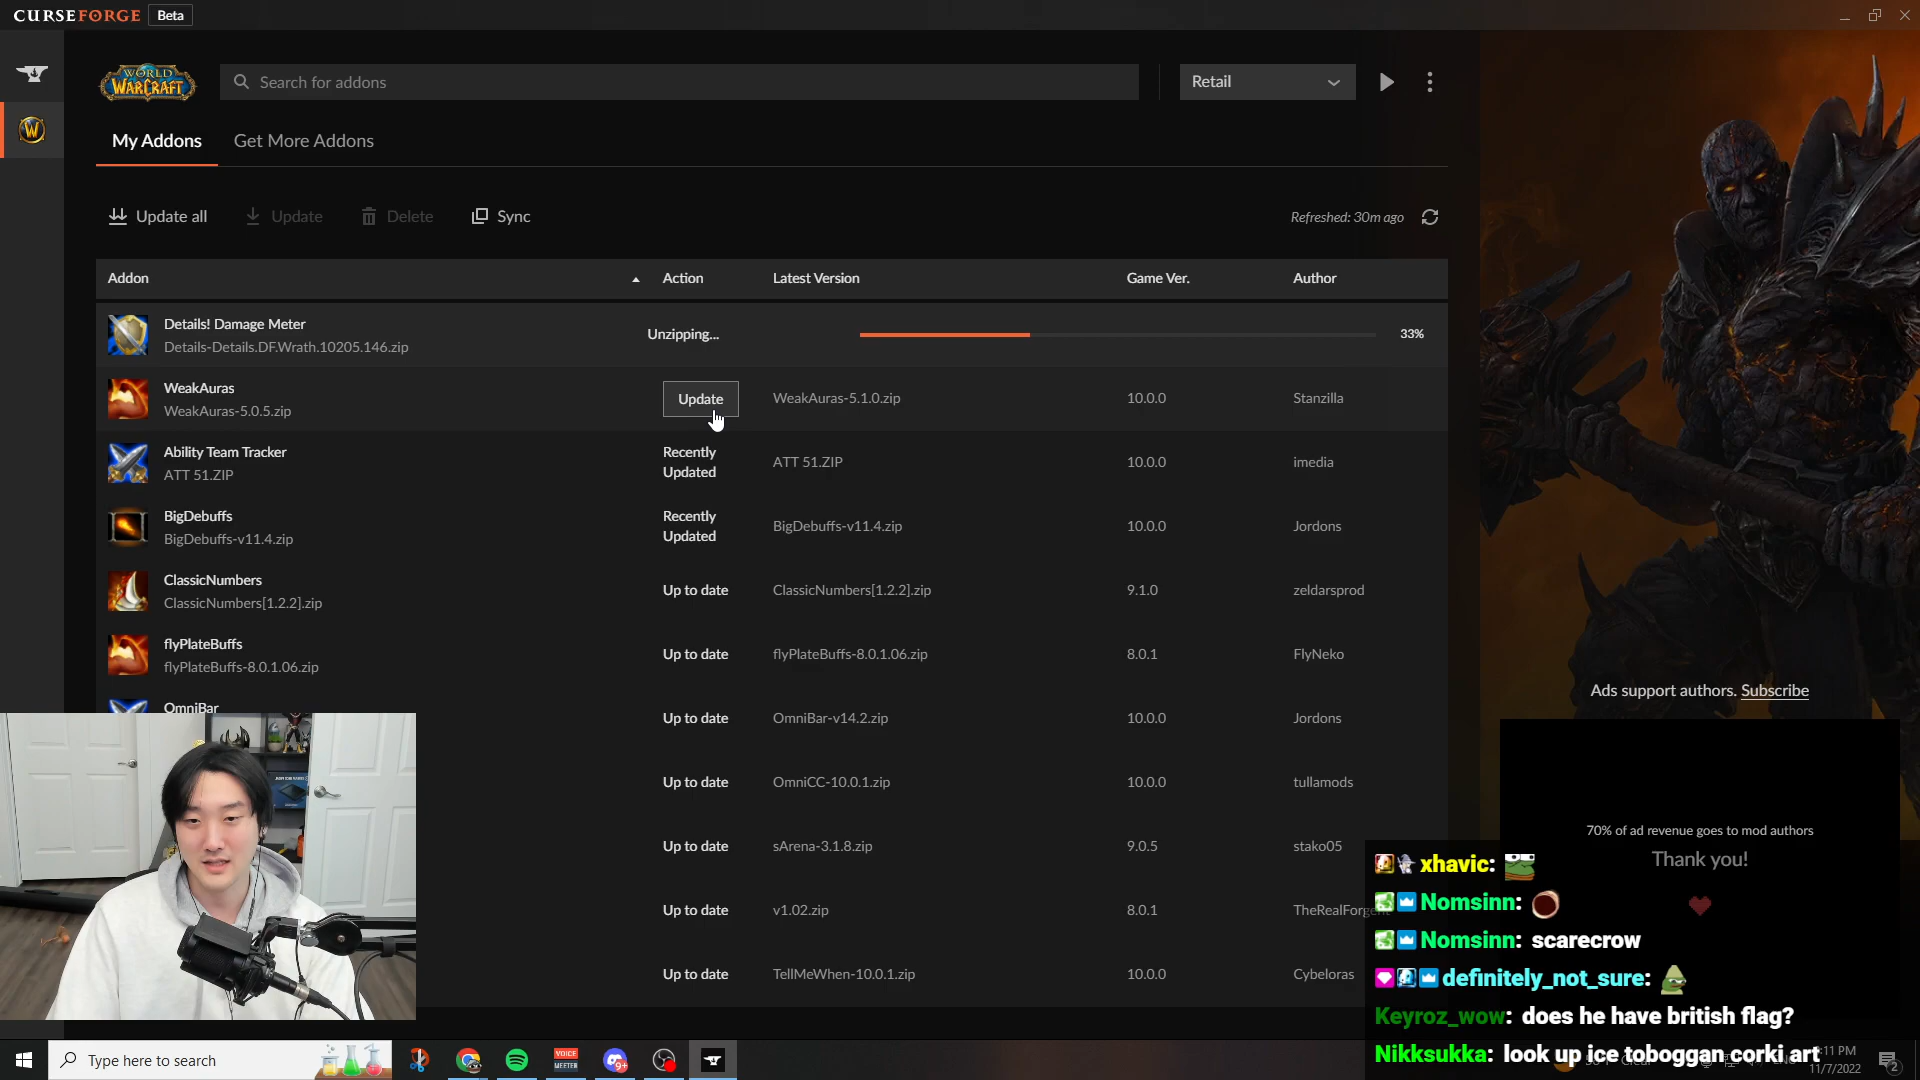 CURSEFORGE Beta
WORLD WARCRAFT
Search for addons
Retail
My Addons
Get More Addons
Update all
Update
Delete
Sync
Refreshed: 30m ago
Addon
Action
Latest Version
Game Ver.
Author
Details! Damage Meter
Details-Details.DF.Wrath.10205.146.zip
Unzipping...
33%
WeakAuras
WeakAuras-5.0.5.zip
Update
WeakAuras-5.1.0.zip
10.0.0
Stanzilla
Ability Team Tracker
ATT 51.ZIP
Recently
Updated
ATT 51.ZIP
10.0.0
imedia
BigDebuffs
BigDebuffs-v11.4.zip
Recently
Updated
BigDebuffs-v11.4.zip
10.0.0
Jordons
ClassicNumbers
ClassicNumbers[1.2.2].zip
Up to date
ClassicNumbers[1.2.2].zip
9.1.0
zeldarsprod
flyPlateBuffs
flyPlateBuffs-8.0.1.06.zip
Up to date
flyPlateBuffs-8.0.1.06.zip
8.0.1
FlyNeko
OmniBar
Up to date
OmniBar-v14.2.zip
10.0.0
Jordons
Up to date
OmniCC-10.0.1.zip
10.0.0
tullamods
Up to date
sArena-3.1.8.zip
9.0.5
stako05
Up to date
v1.02.zip
8.0.1
Up to date
TellMeWhen-10.0.1.zip
10.0.0
Cybeloras
Ads support authors. Subscribe
70% of ad revenue goes to mod authors
Thank you!
xhavic:
Nomsinn:
Nomsinn: scarecrow
definitely_not_sure:
Keyroz_wow: does he have british flag?
Nikksukka: look up ice toboggan corki art
Type here to search
VOICE
MEETER
9+
11/7/2022
2